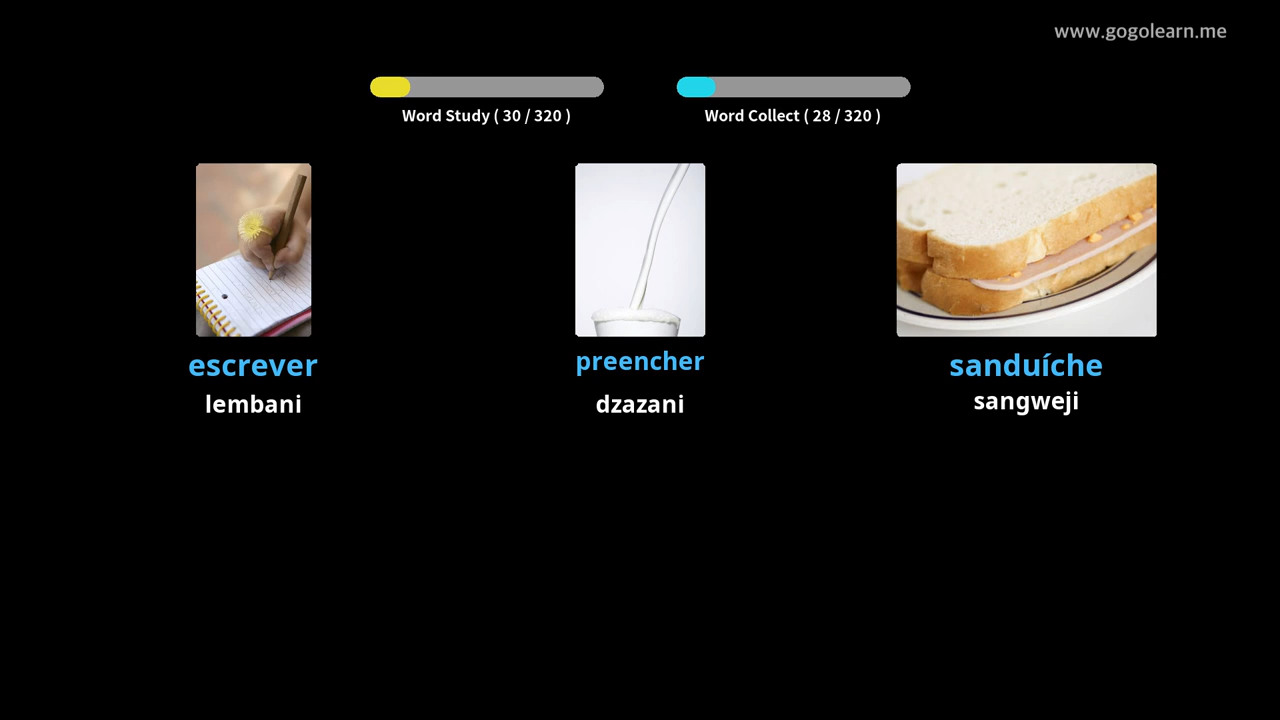 www.gogolearn.me
Word Study ( 30 / 320 )
Word Collect ( 28 / 320 )
escrever
lembani
preencher
dzazani
sanduíche
sangweji